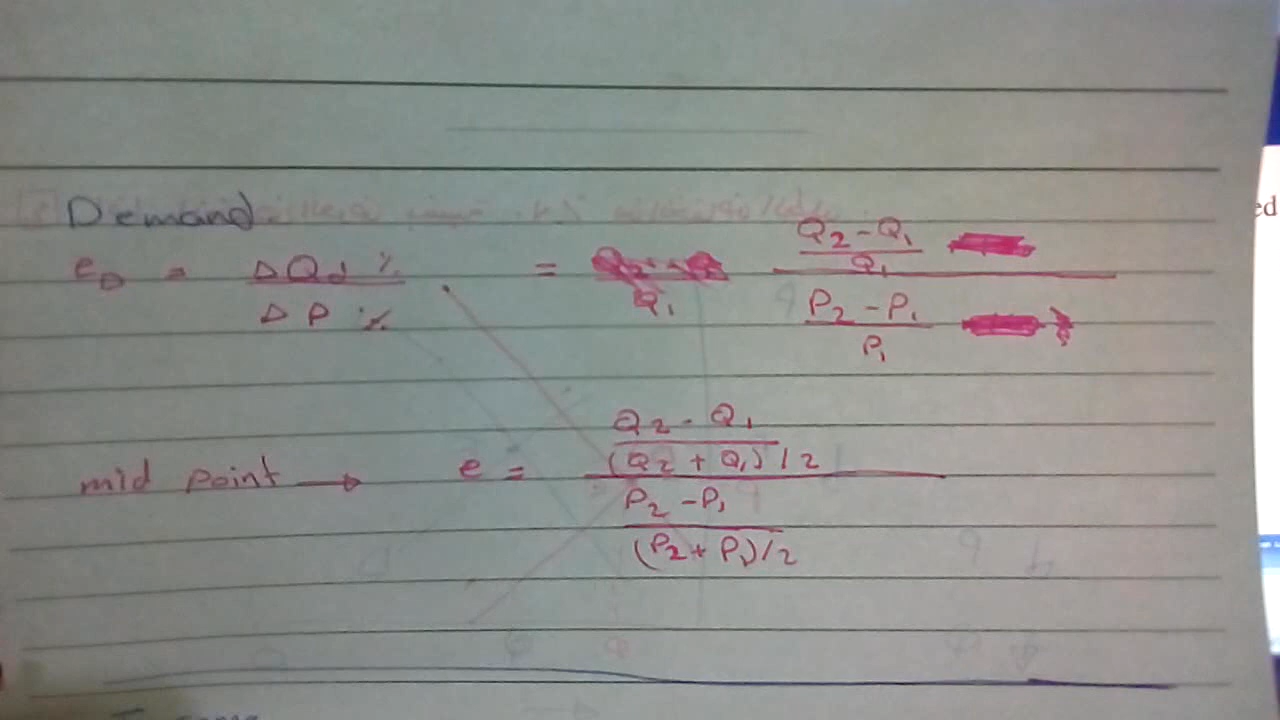 Demand
e_D = ΔQd % / ΔP % = ((Q2 - Q1) / Q1) / ((P2 - P1) / P1)
mid point → e = ((Q2 - Q1) / ((Q2 + Q1)/2)) / ((P2 - P1) / ((P2 + P1)/2))
ed